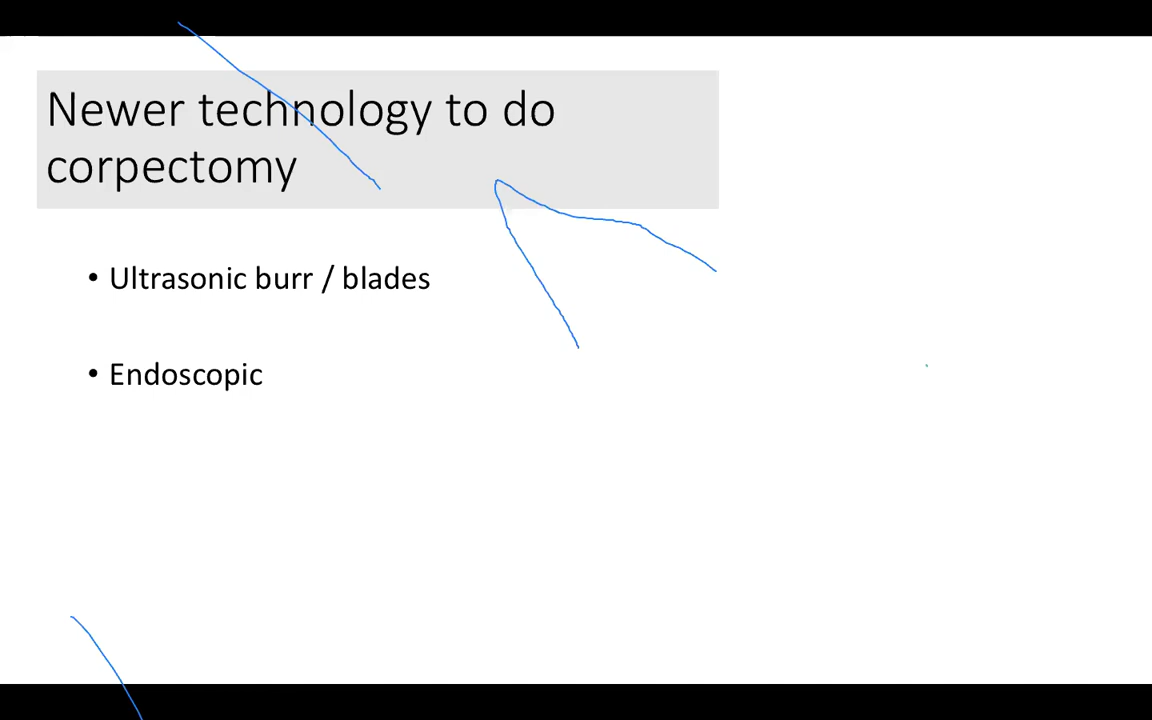 Newer technology to do
corpectomy
• Ultrasonic burr / blades
• Endoscopic